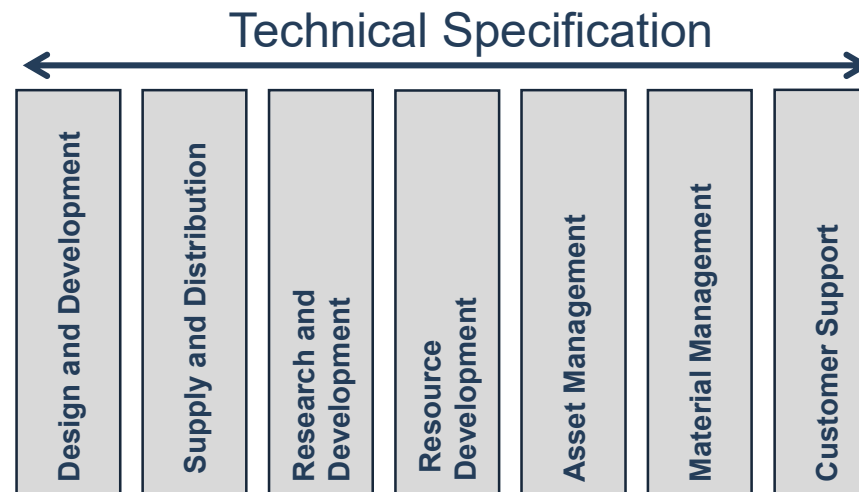 Technical Specification
Design and Development
Supply and Distribution
Research and
Development
Resource
Development
Asset Management
Material Management
Customer Support